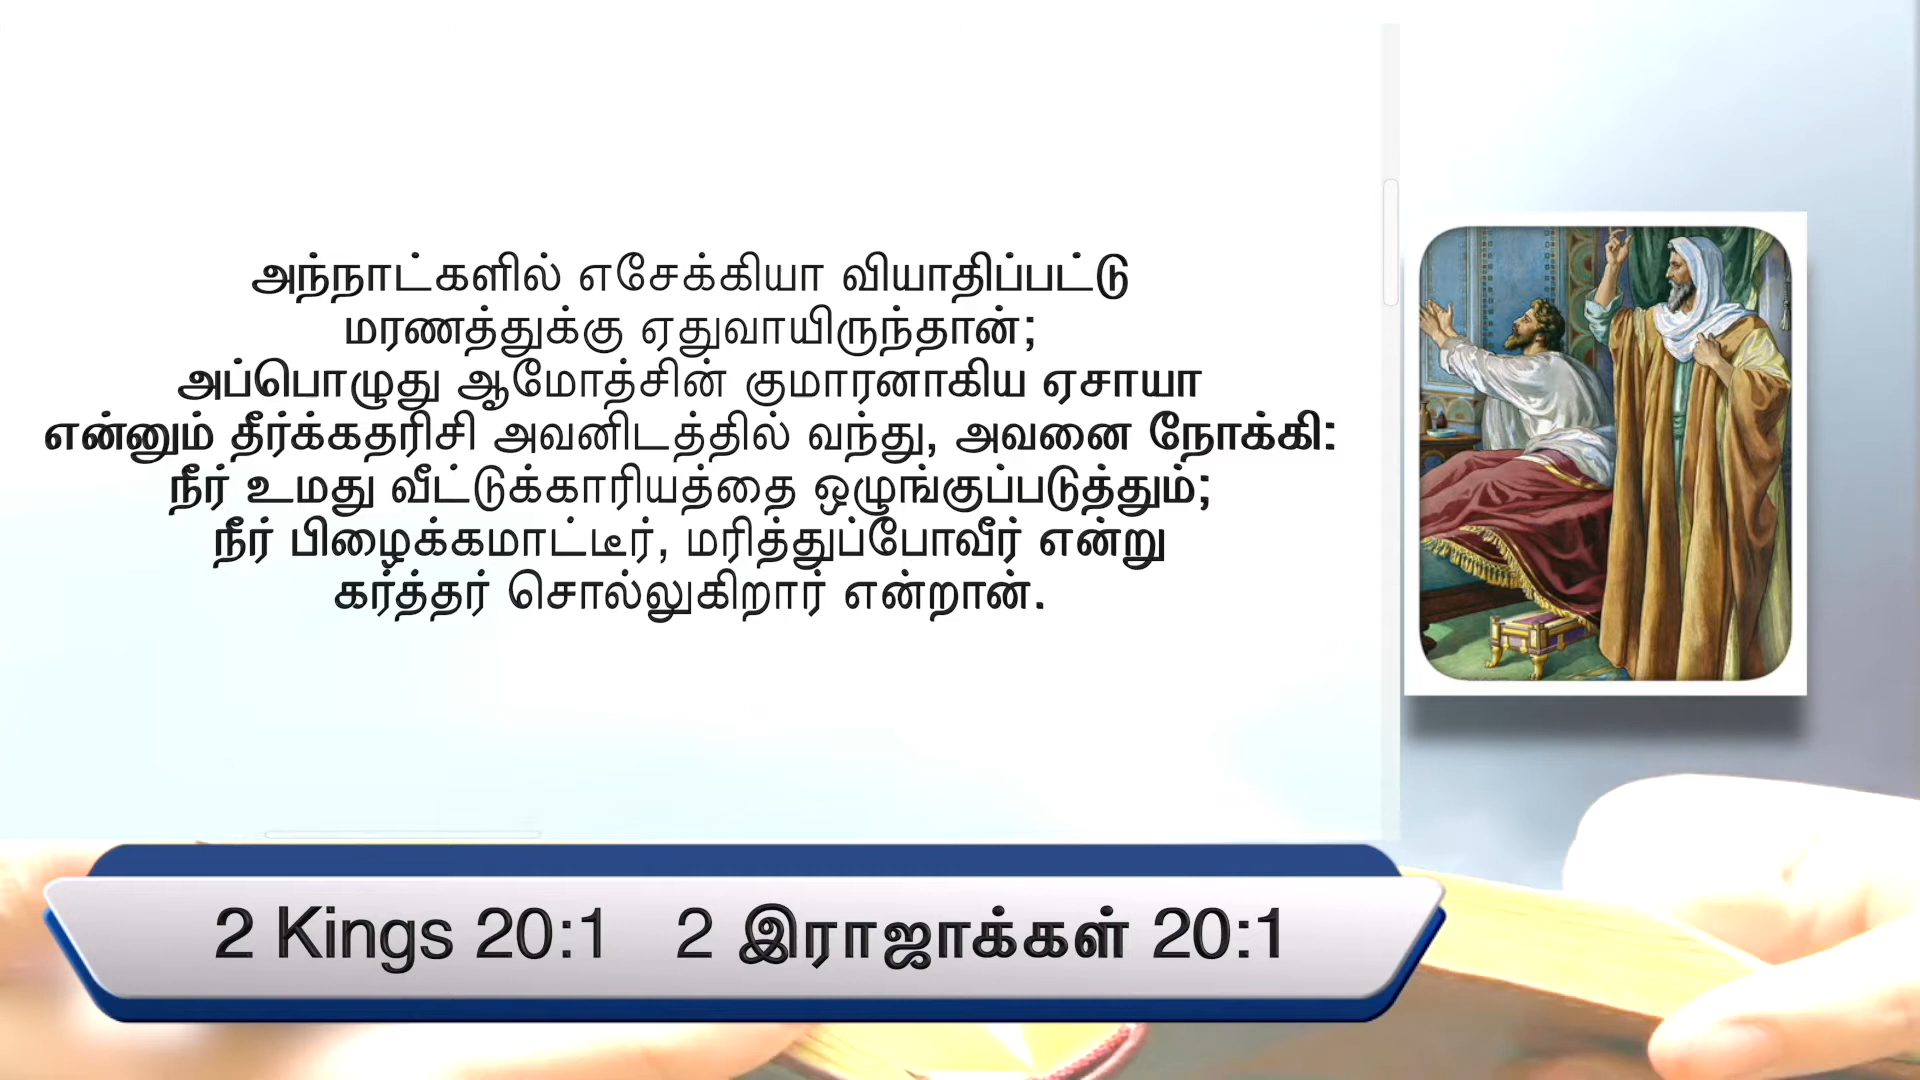 அந்நாட்களில் எசேக்கியா வியாதிப்பட்டு
மரணத்துக்கு ஏதுவாயிருந்தான்;
அப்பொழுது ஆமோத்சின் குமாரனாகிய ஏசாயா
என்னும் தீர்க்கதரிசி அவனிடத்தில் வந்து, அவனை நோக்கி:
நீர் உமது வீட்டுக்காரியத்தை ஒழுங்குப்படுத்தும்;
நீர் பிழைக்கமாட்டீர், மரித்துப்போவீர் என்று
கர்த்தர் சொல்லுகிறார் என்றான்.
2 Kings 20:1 2 இராஜாக்கள் 20:1